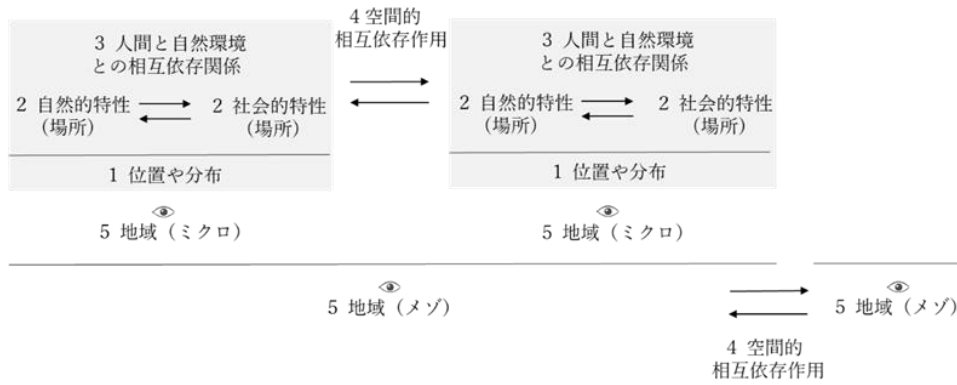 4 空間的
相互依存作用
3 人間と自然環境
との相互依存関係
2 自然的特性
(場所)
2 社会的特性
(場所)
1 位置や分布
5 地域(ミクロ)
3 人間と自然環境
との相互依存関係
2 自然的特性
(場所)
2 社会的特性
(場所)
1 位置や分布
5 地域(ミクロ)
5 地域(メゾ)
5 地域(メゾ)
4 空間的
相互依存作用